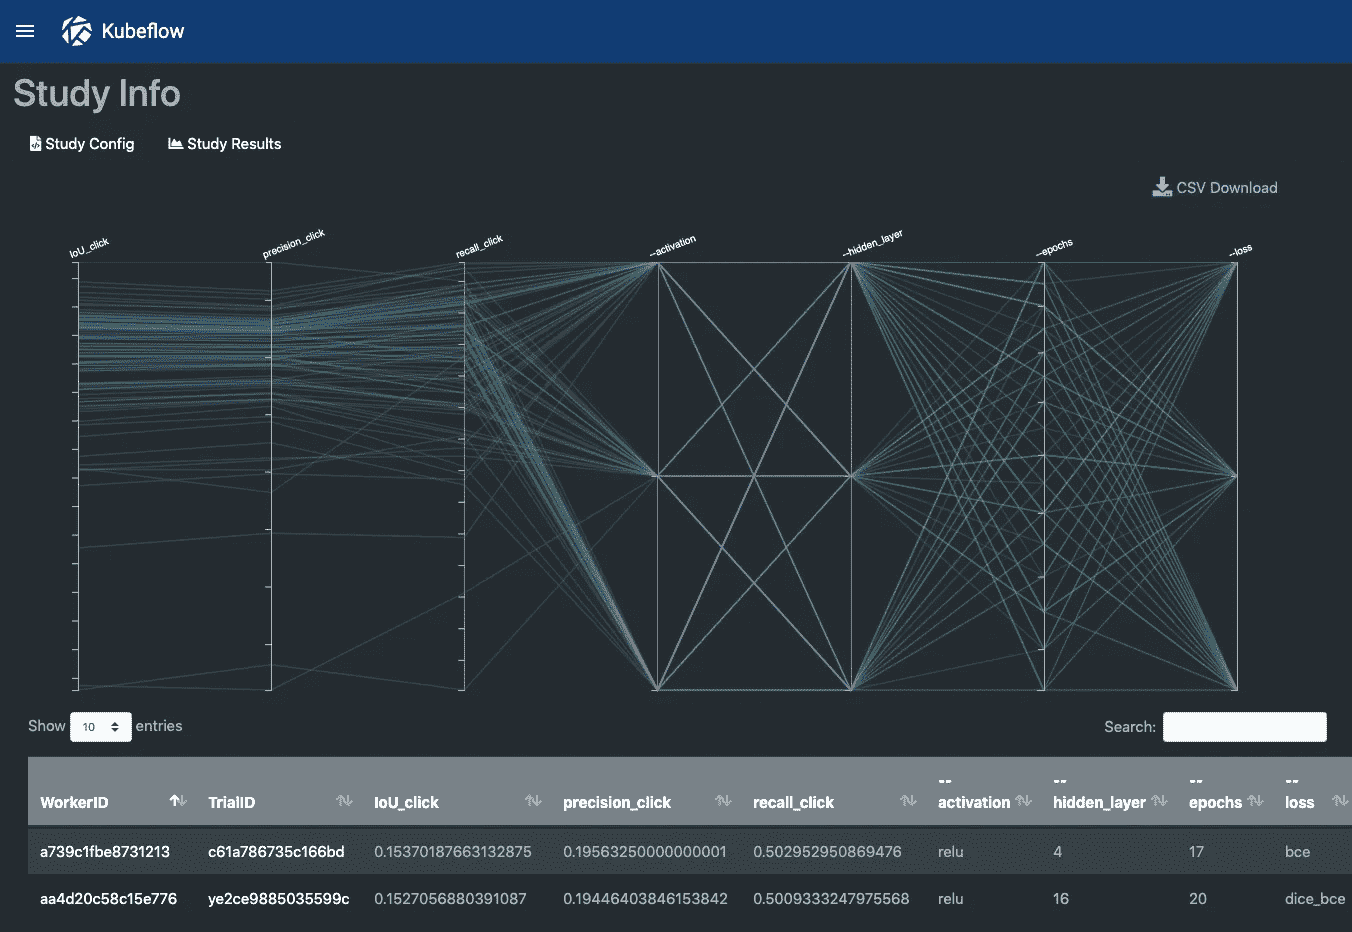 Kubeflow
Study Info
Study Config Study Results
CSV Download
IoU_click precision_click recall_click --activation --hidden_layer --epochs --loss
Show 10 entries Search:
WorkerID TrialID IoU_click precision_click recall_click -- activation -- hidden_layer -- epochs -- loss
a739c1fbe8731213 c61a786735c166bd 0.15370187663132875 0.19563250000000001 0.502952950869476 relu 4 17 bce
aa4d20c58c15e776 ye2ce9885035599c 0.1527056880391087 0.19446403846153842 0.5009333247975568 relu 16 20 dice_bce